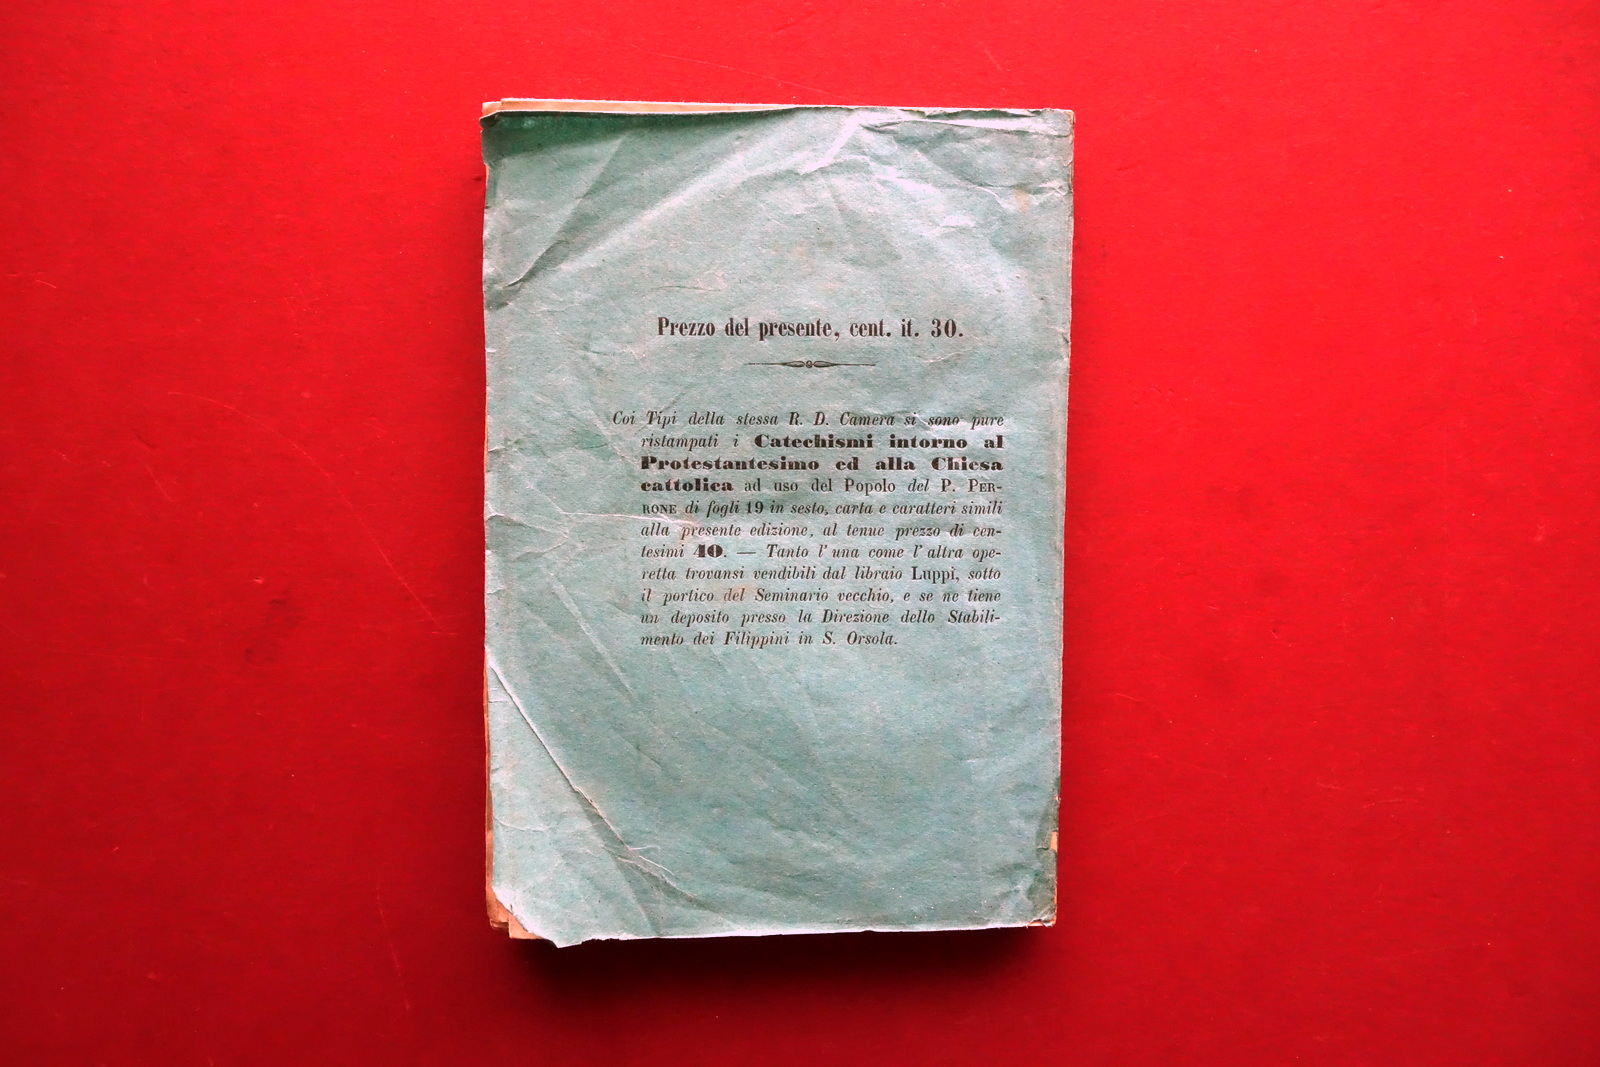 Prezzo del presente, cent. it. 30.
Coi Tipi della stessa R. D. Camera si sono pure
ristampati i Catechismi intorno al
Protestantesimo ed alla Chiesa
cattolica ad uso del Popolo del P. PER-
RONE di fogli 19 in sesto, carta e caratteri simili
alla presente edizione, al tenue prezzo di cen-
tesimi 40. — Tanto l' una come l' altra ope-
retta trovansi vendibili dal libraio Luppi, sotto
il portico del Seminario vecchio, e se ne tiene
un deposito presso la Direzione dello Stabili-
mento dei Filippini in S. Orsola.